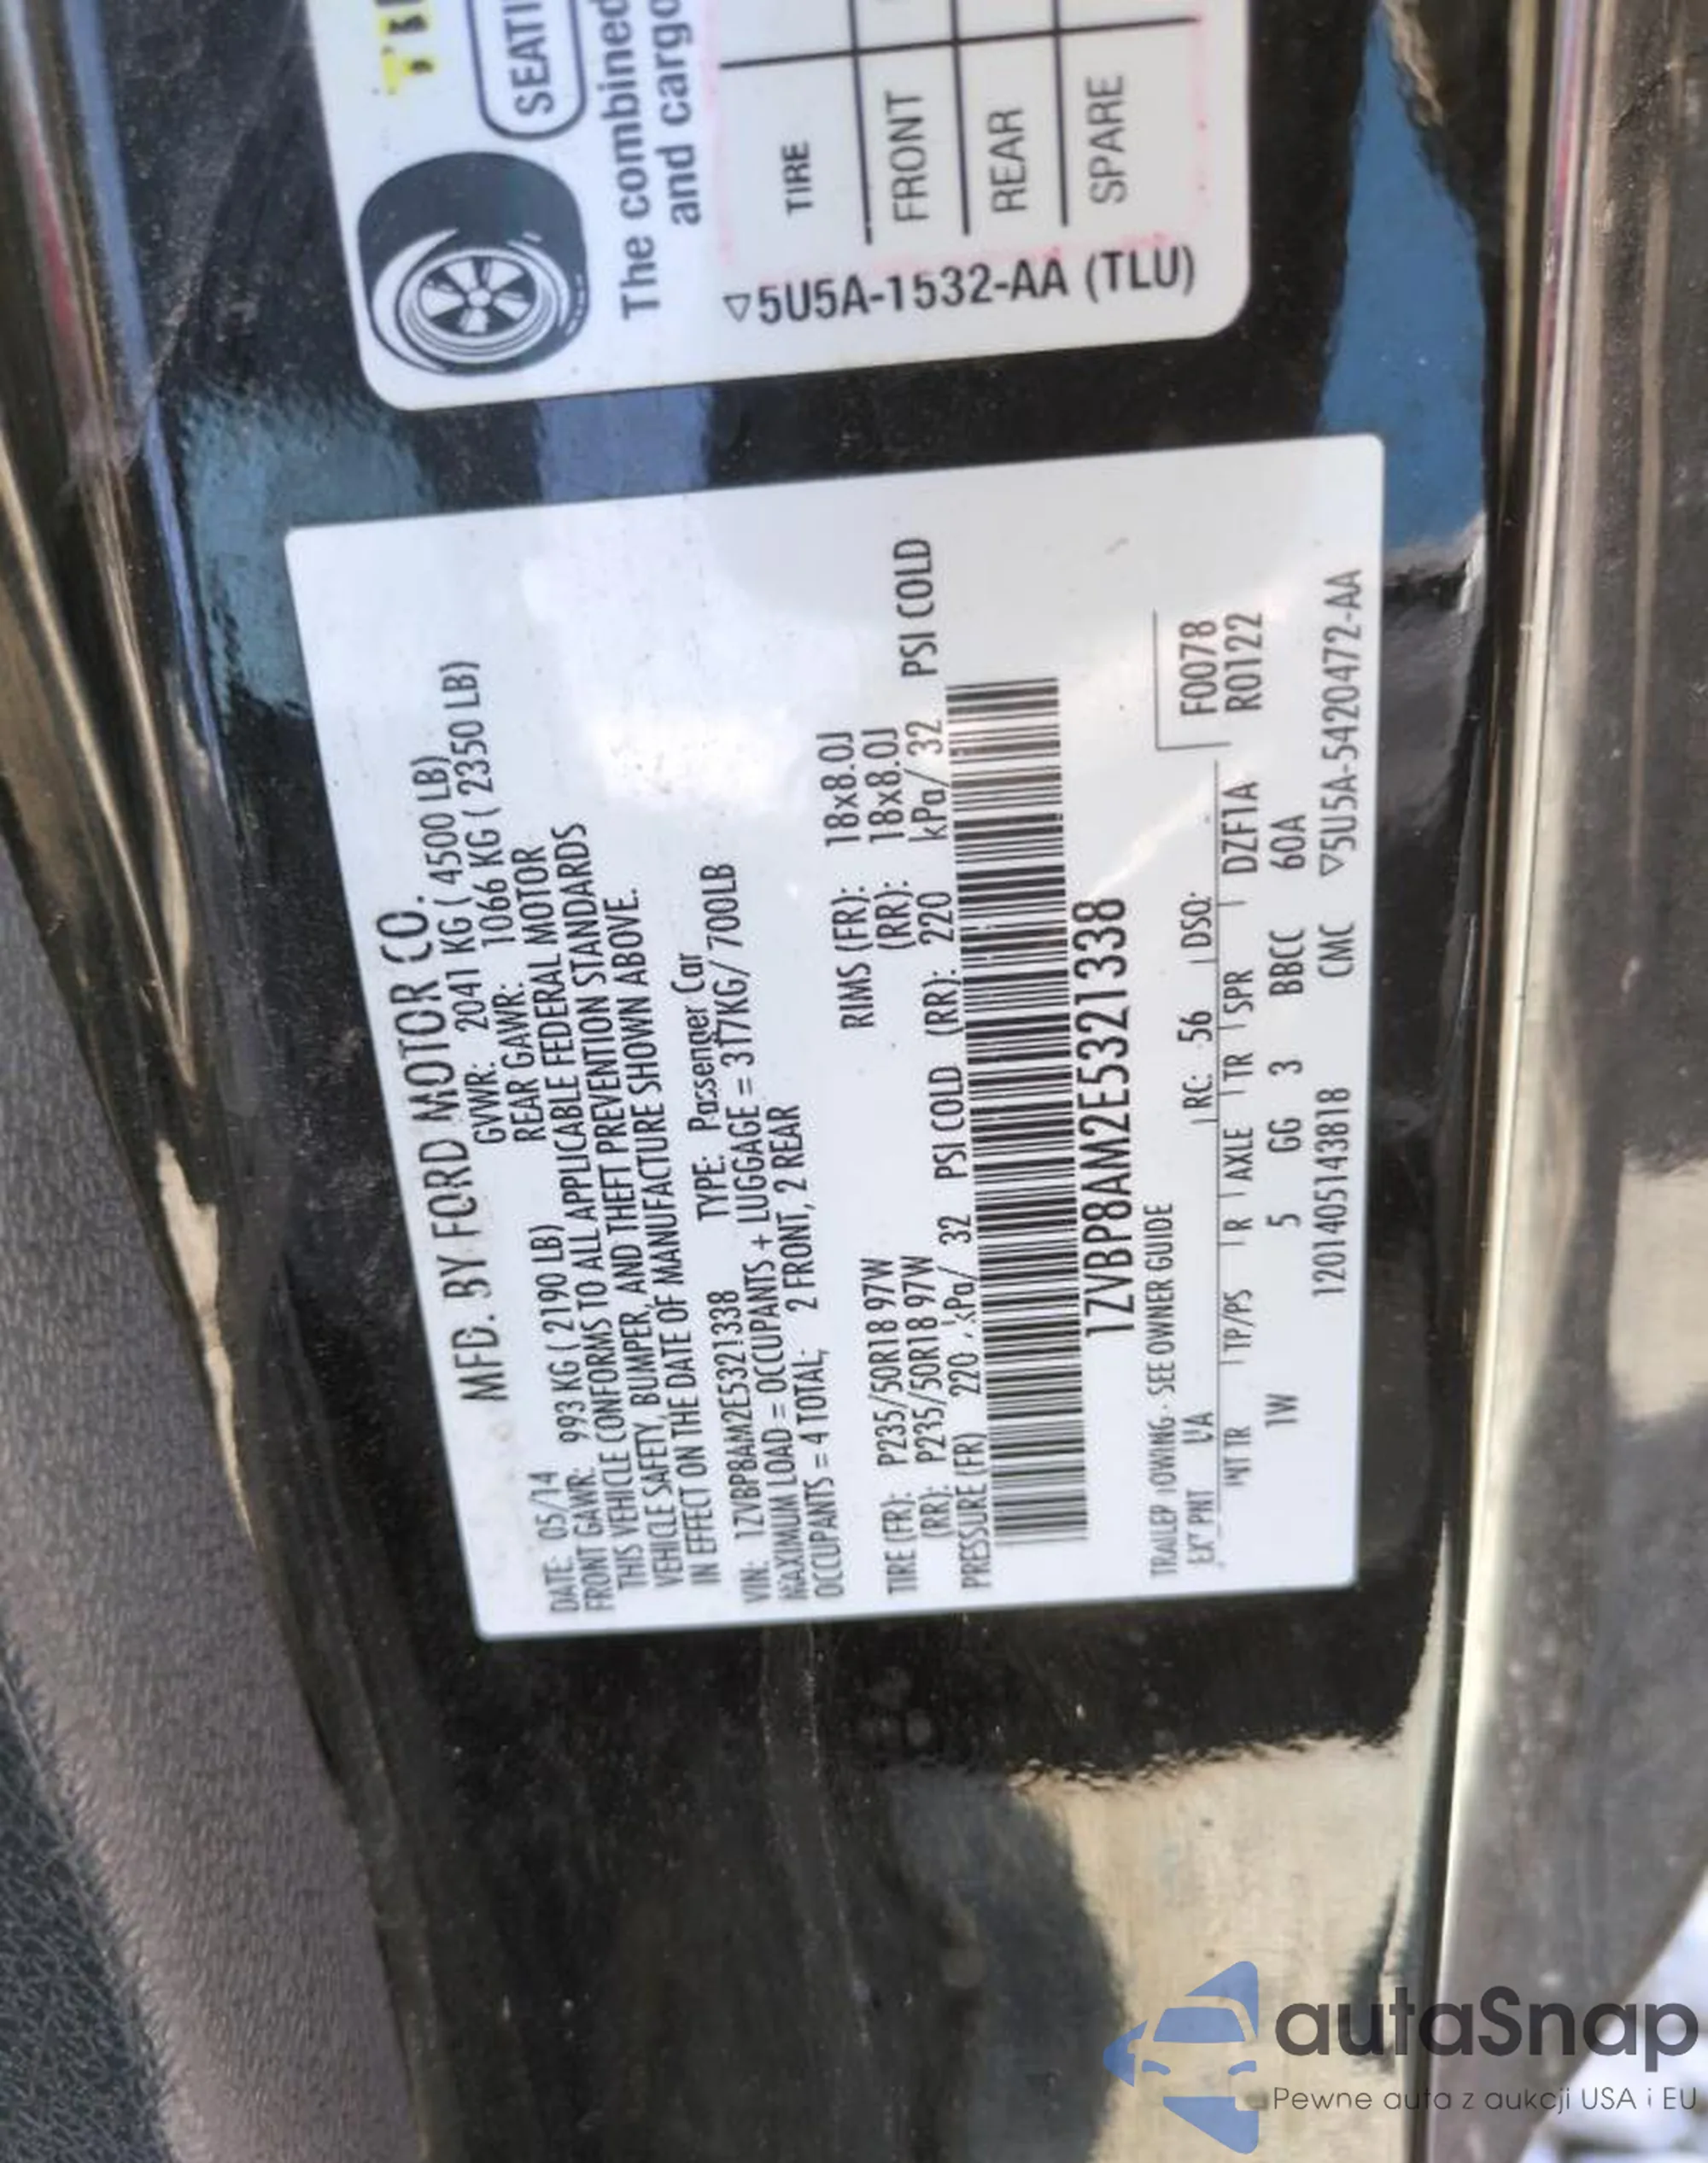 SEATI
The combined
and cargo
TIRE
FRONT
REAR
SPARE
▽5U5A-1532-AA (TLU)
MFD. BY FORD MOTOR CO.
DATE: 05/14 GVWR: 2041 KG ( 4500 LB)
FRONT GAWR: 993 KG ( 2190 LB) REAR GAWR: 1066 KG ( 2350 LB)
THIS VEHICLE CONFORMS TO ALL APPLICABLE FEDERAL MOTOR
VEHICLE SAFETY, BUMPER, AND THEFT PREVENTION STANDARDS
IN EFFECT ON THE DATE OF MANUFACTURE SHOWN ABOVE.
VIN: 1ZVBP8AM2E5321338 TYPE: Passenger Car
MAXIMUM LOAD = OCCUPANTS + LUGGAGE = 317KG/ 700LB
OCCUPANTS = 4 TOTAL; 2 FRONT, 2 REAR
TIRE (FR): P235/50R18 97W RIMS (FR): 18x8.0J
(RR): P235/50R18 97W (RR): 18x8.0J
PRESSURE (FR) 220 kPa/ 32 PSI COLD (RR): 220 kPa/ 32 PSI COLD
1ZVBP8AM2E5321338
TRAILER TOWING - SEE OWNER GUIDE
EXT PNT UA RC: 56 DSO: F0078
INT TR TP/PS R AXLE TR SPR DZF1A R0122
1W 5 GG 3 BBCC 60A
120140514 3818 CMC ▽5U5A-5420472-AA
autaSnap
Pewne auta z aukcji USA i EU